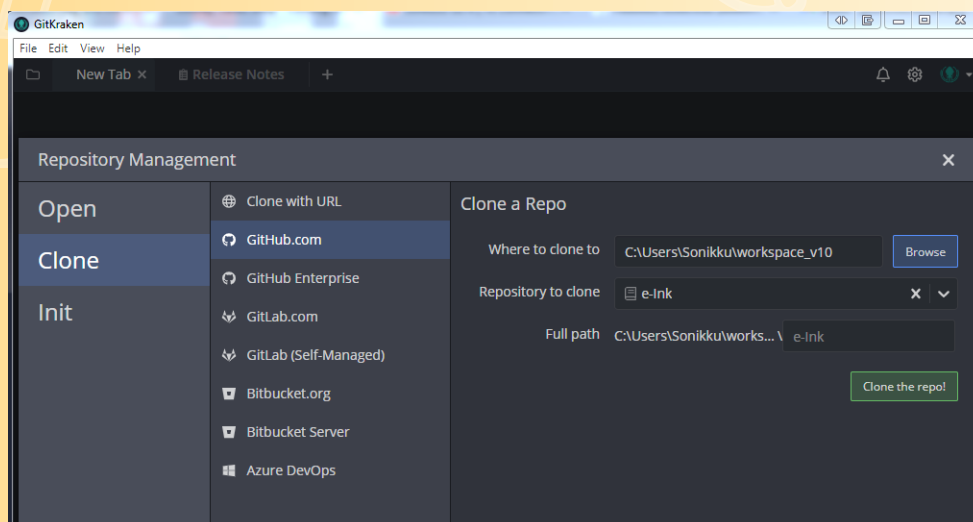 GitKraken
File Edit View Help
New Tab Release Notes
Repository Management
Open
Clone
Init
Clone with URL
GitHub.com
GitHub Enterprise
GitLab.com
GitLab (Self-Managed)
Bitbucket.org
Bitbucket Server
Azure DevOps
Clone a Repo
Where to clone to C:\Users\Sonikku\workspace_v10 Browse
Repository to clone e-Ink
Full path C:\Users\Sonikku\works... \ e-Ink
Clone the repo!